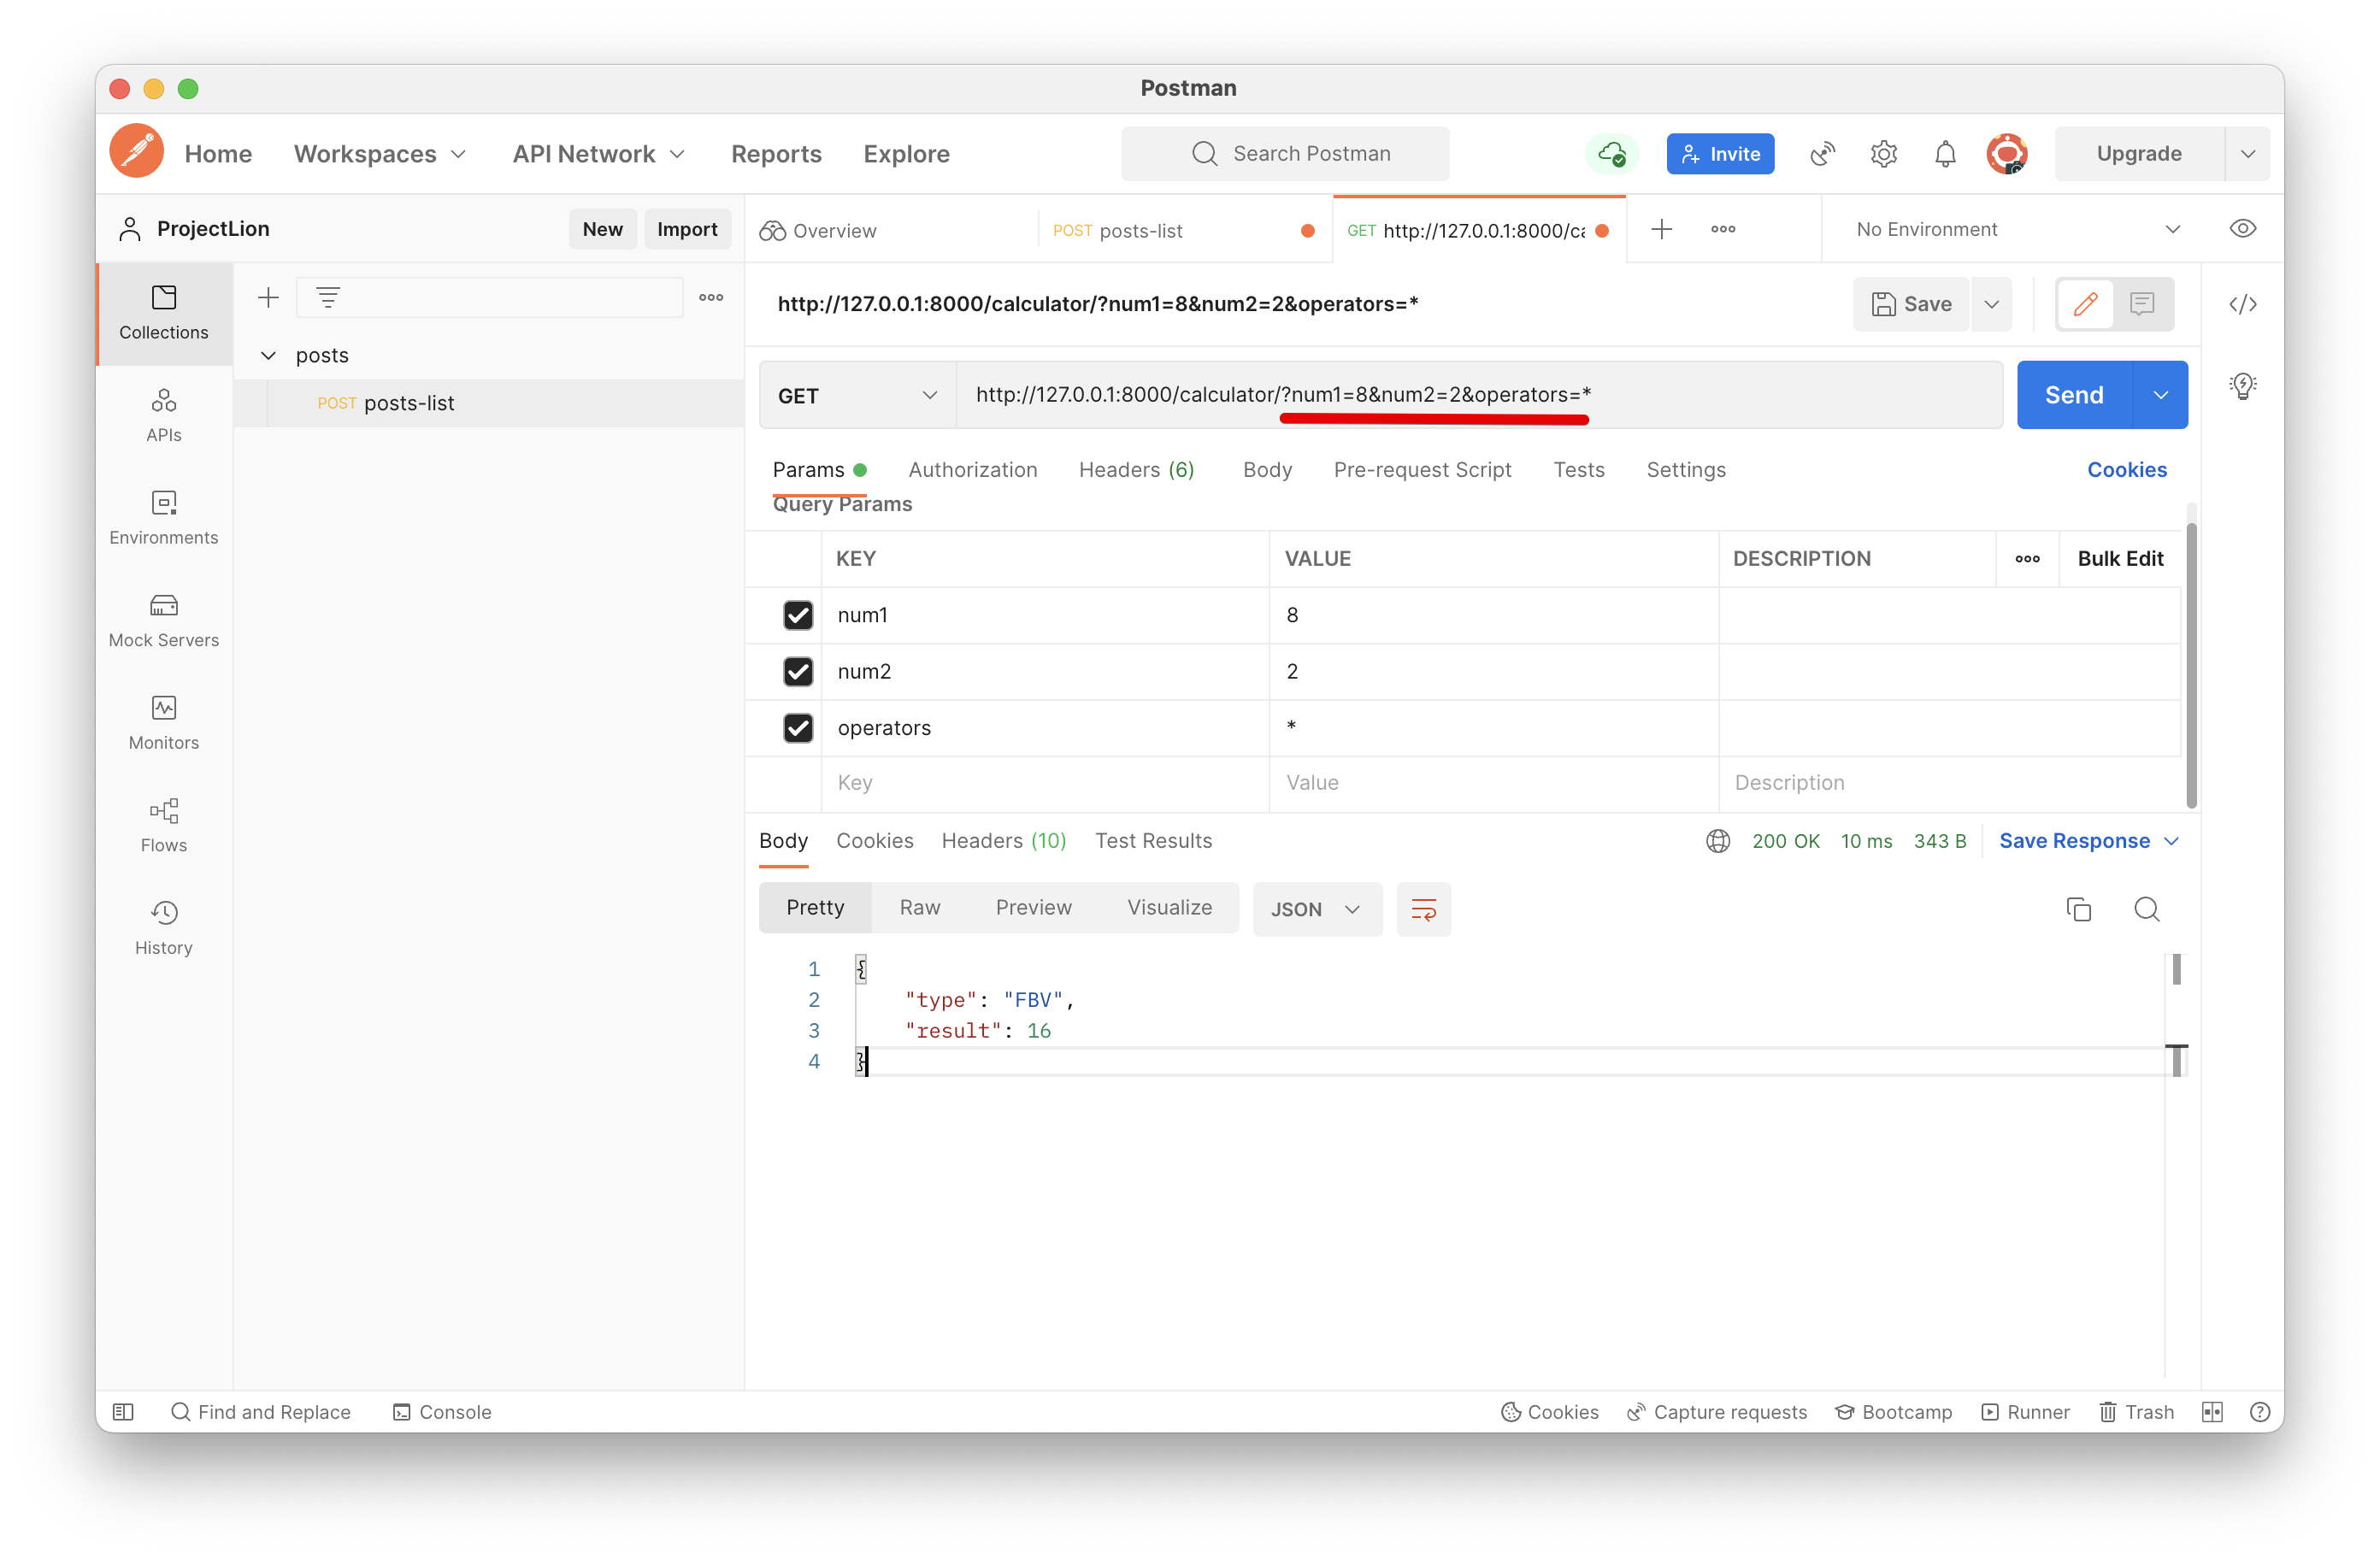 Postman
Home Workspaces API Network Reports Explore Search Postman Invite Upgrade
ProjectLion New Import Overview POST posts-list GET http://127.0.0.1:8000/ca No Environment
Collections
posts
POST posts-list
APIs
Environments
Mock Servers
Monitors
Flows
History
http://127.0.0.1:8000/calculator/?num1=8&num2=2&operators=* Save
GET http://127.0.0.1:8000/calculator/?num1=8&num2=2&operators=* Send
Params Authorization Headers (6) Body Pre-request Script Tests Settings Cookies
Query Params
KEY VALUE DESCRIPTION Bulk Edit
num1 8
num2 2
operators *
Key Value Description
Body Cookies Headers (10) Test Results 200 OK 10 ms 343 B Save Response
Pretty Raw Preview Visualize JSON
1 {
2 "type": "FBV",
3 "result": 16
4 }
Find and Replace Console Cookies Capture requests Bootcamp Runner Trash